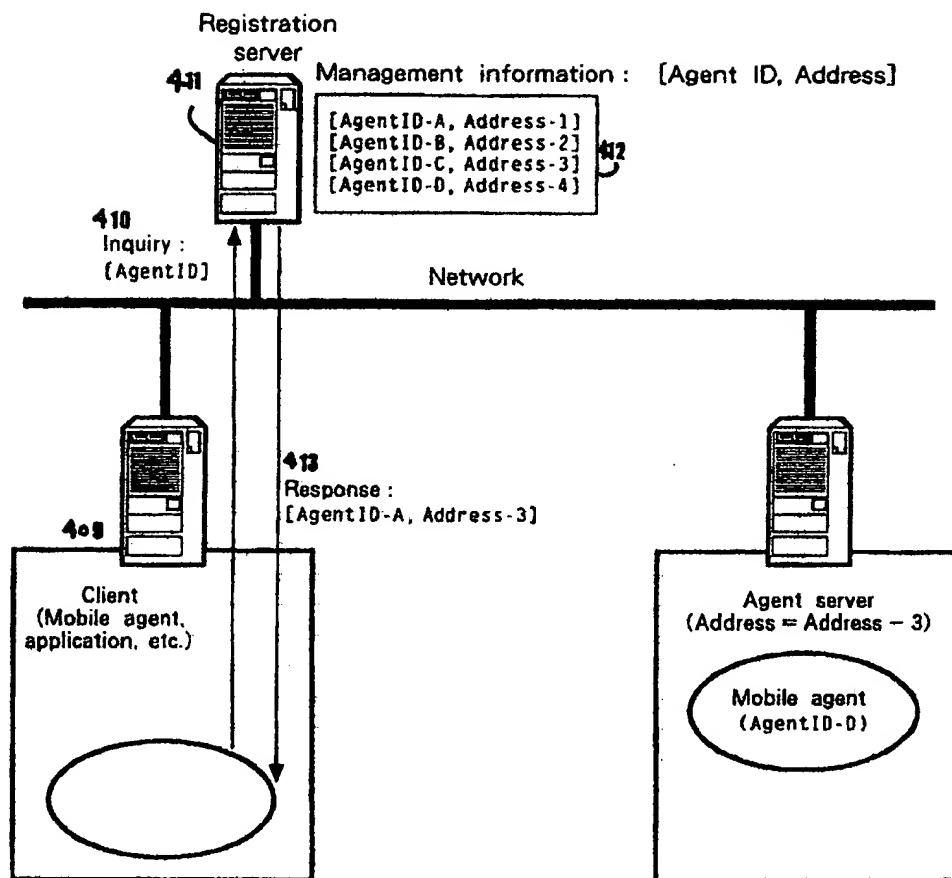 Registration
server
411
Management information : [Agent ID, Address]
[AgentID-A, Address-1]
[AgentID-B, Address-2]
[AgentID-C, Address-3]
[AgentID-D, Address-4]
412
410
Inquiry :
[AgentID]
Network
413
Response :
[AgentID-A, Address-3]
409
Client
(Mobile agent,
application, etc.)
Agent server
(Address = Address - 3)
Mobile agent
(AgentID-D)